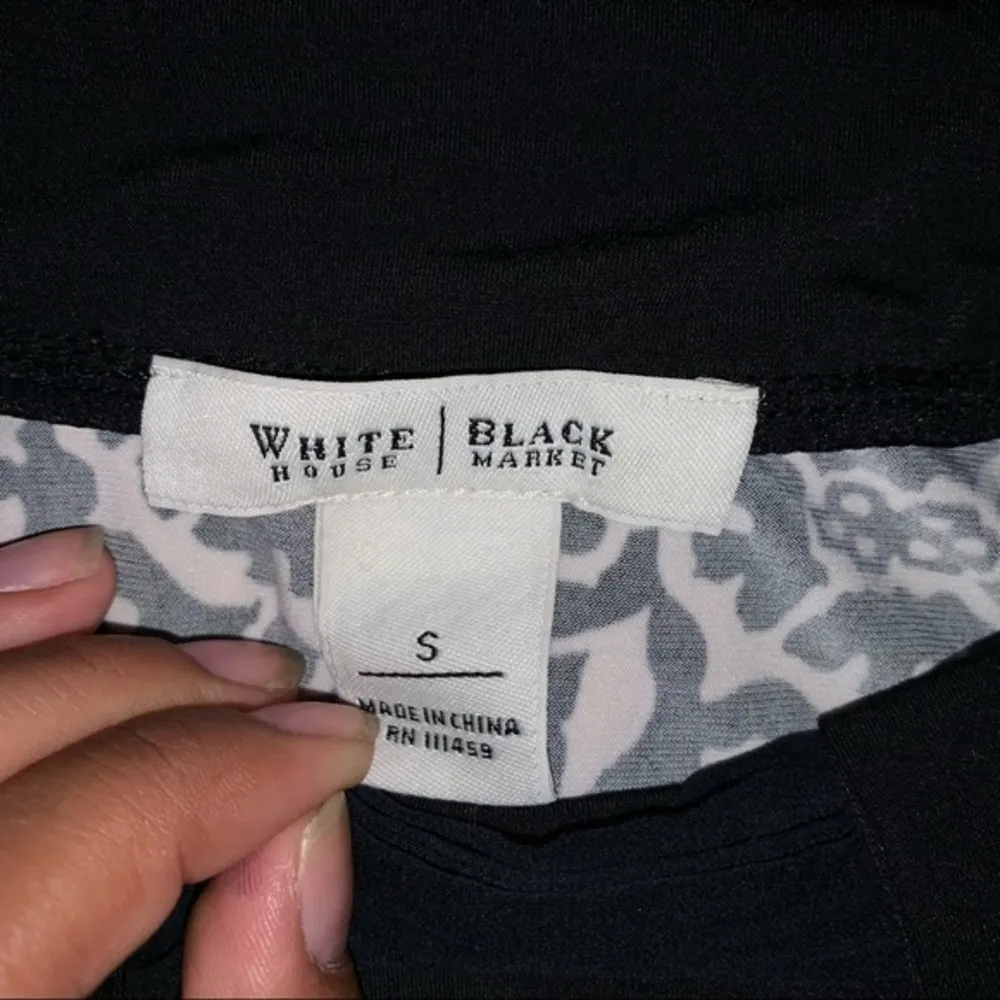 WHITE | BLACK
HOUSE | MARKET
S
MADE IN CHINA
RN 111459